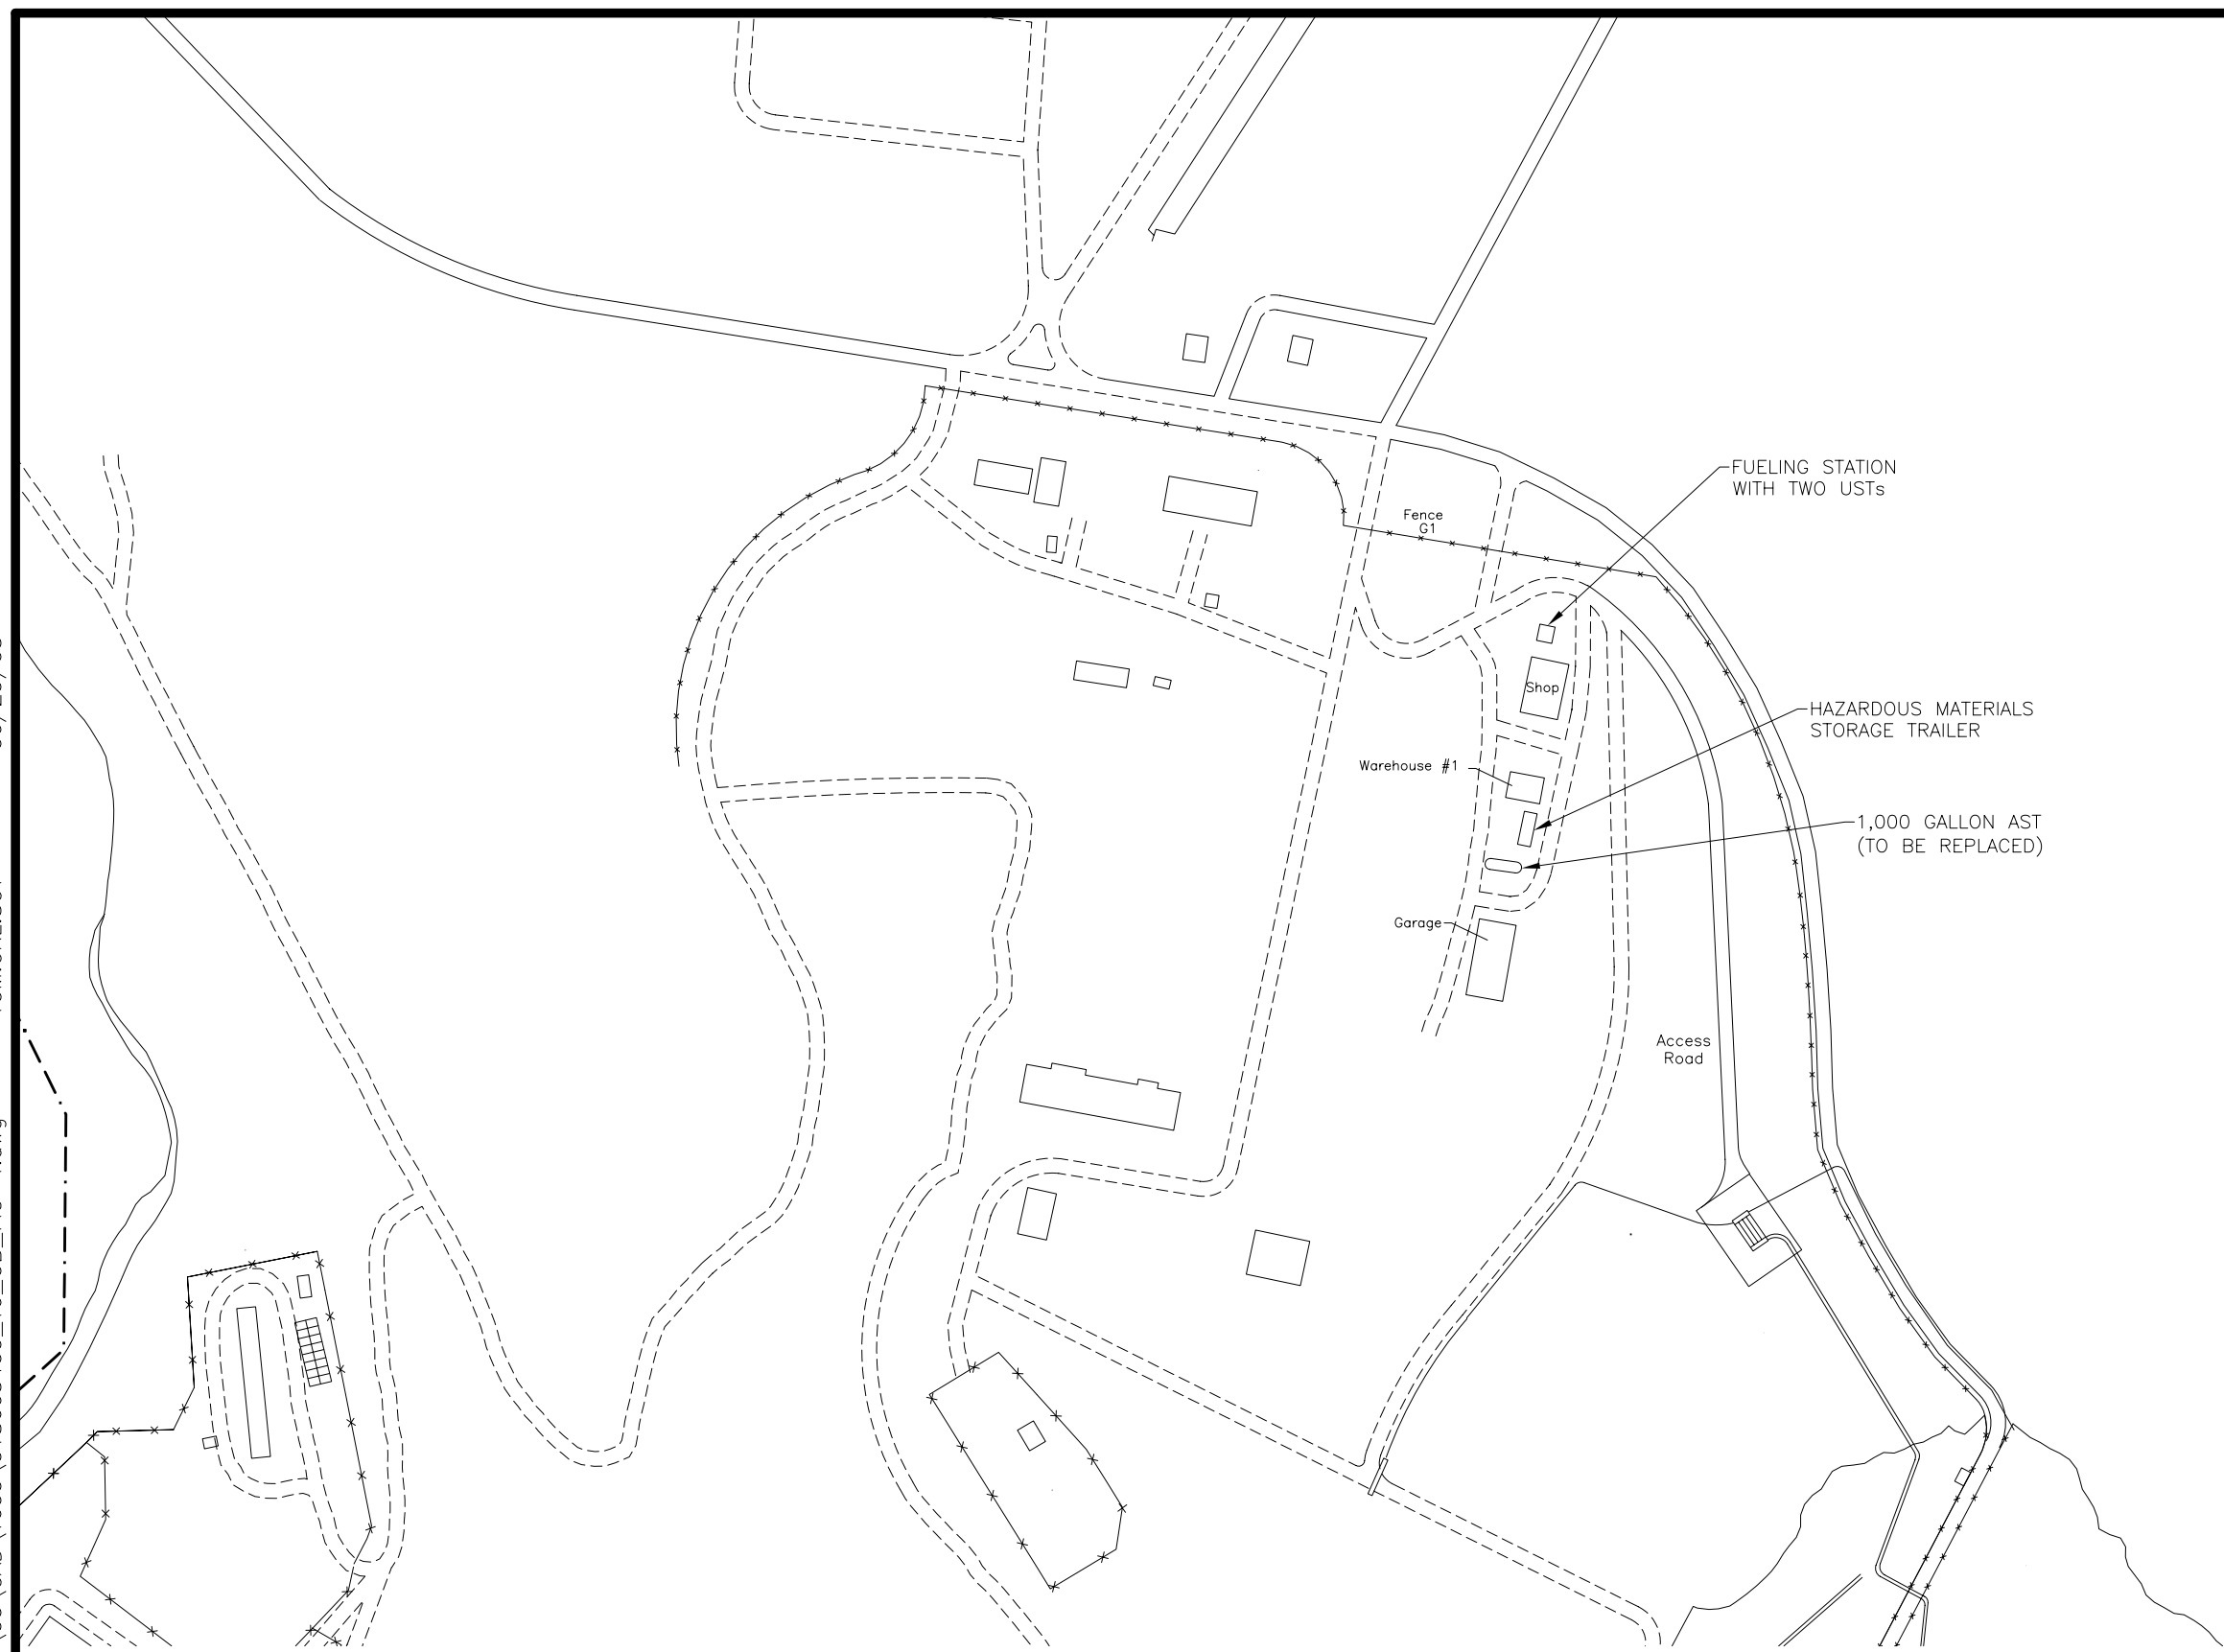 FUELING STATION
WITH TWO USTs
Fence
G1
Shop
HAZARDOUS MATERIALS
STORAGE TRAILER
Warehouse #1
1,000 GALLON AST
(TO BE REPLACED)
Garage
Access
Road